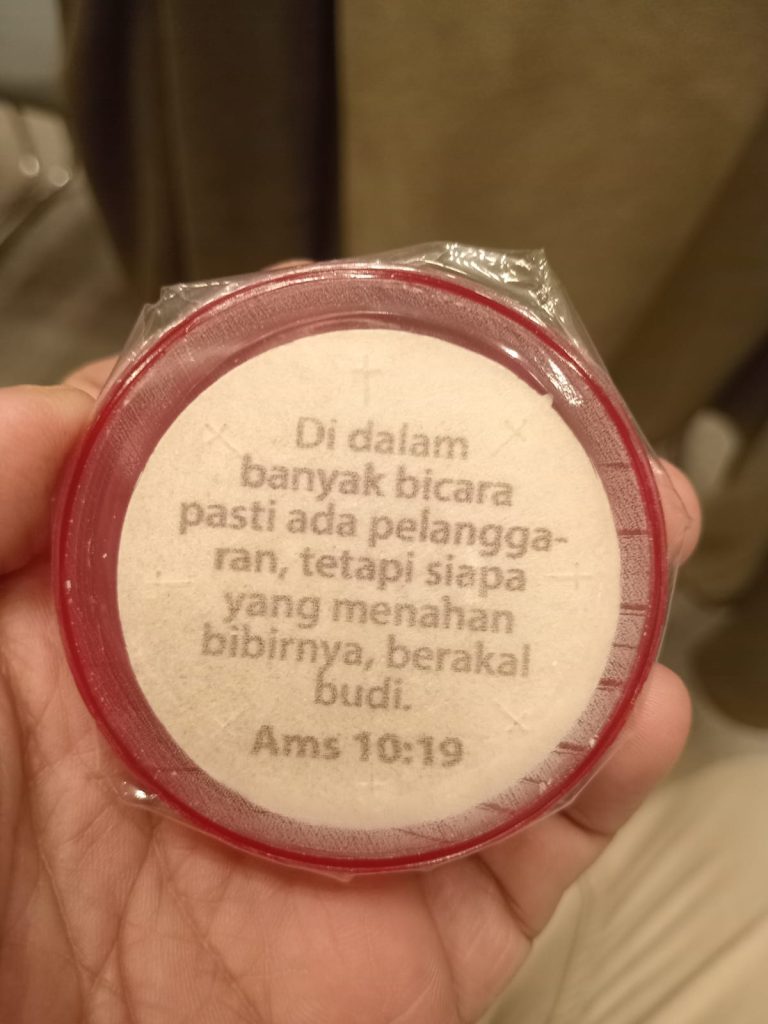 Di dalam
banyak bicara
pasti ada pelangga-
ran, tetapi siapa
yang menahan
bibirnya, berakal
budi.
Ams 10:19